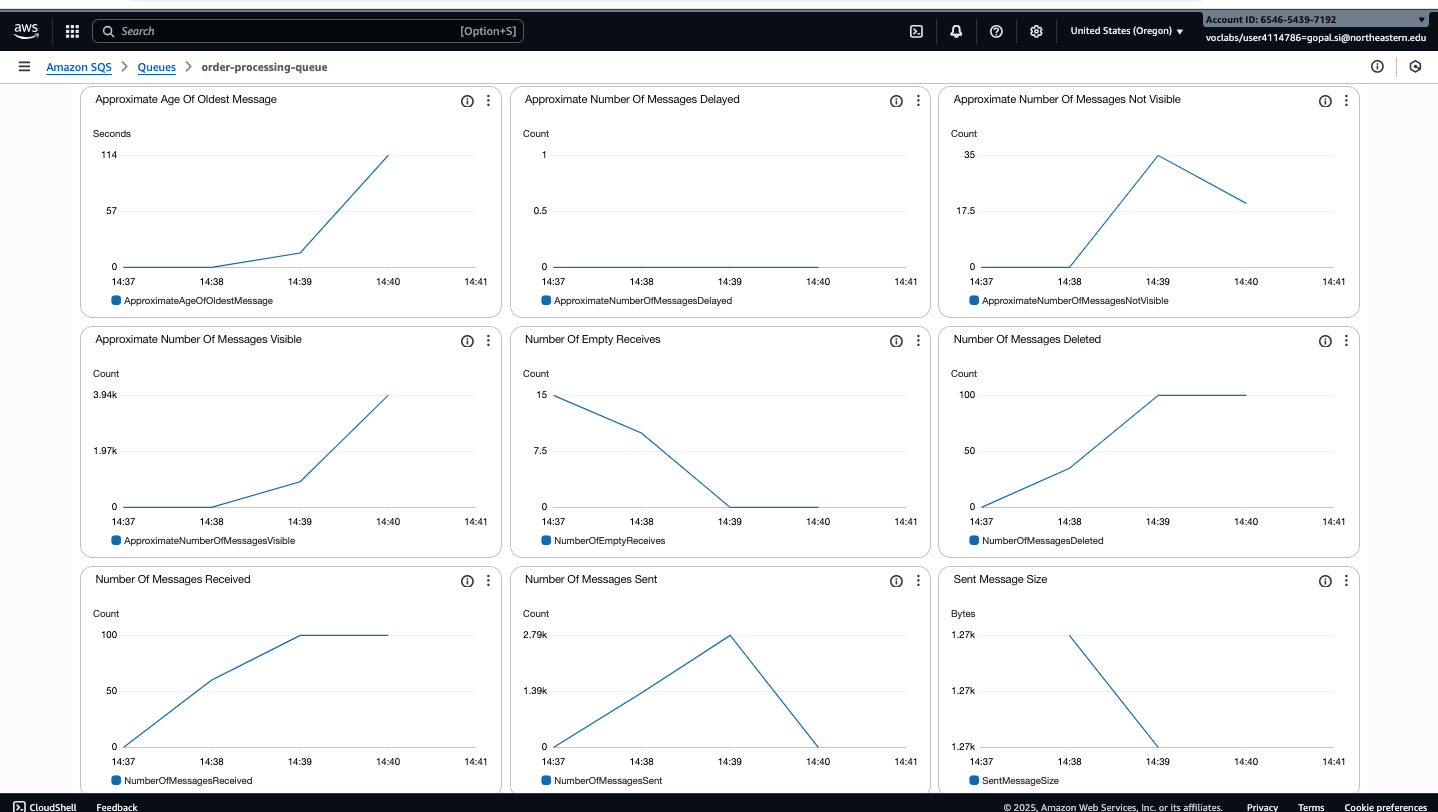 aws
Search [Option+S]
United States (Oregon)
Account ID: 6546-5439-7192
voclabs/user4114786=gopal.si@northeastern.edu
Amazon SQS > Queues > order-processing-queue
Approximate Age Of Oldest Message
Seconds
114
57
0
14:37 14:38 14:39 14:40 14:41
ApproximateAgeOfOldestMessage
Approximate Number Of Messages Delayed
Count
1
0.5
0
14:37 14:38 14:39 14:40 14:41
ApproximateNumberOfMessagesDelayed
Approximate Number Of Messages Not Visible
Count
35
17.5
0
14:37 14:38 14:39 14:40 14:41
ApproximateNumberOfMessagesNotVisible
Approximate Number Of Messages Visible
Count
3.94k
1.97k
0
14:37 14:38 14:39 14:40 14:41
ApproximateNumberOfMessagesVisible
Number Of Empty Receives
Count
15
7.5
0
14:37 14:38 14:39 14:40 14:41
NumberOfEmptyReceives
Number Of Messages Deleted
Count
100
50
0
14:37 14:38 14:39 14:40 14:41
NumberOfMessagesDeleted
Number Of Messages Received
Count
100
50
0
14:37 14:38 14:39 14:40 14:41
NumberOfMessagesReceived
Number Of Messages Sent
Count
2.79k
1.39k
0
14:37 14:38 14:39 14:40 14:41
NumberOfMessagesSent
Sent Message Size
Bytes
1.27k
1.27k
1.27k
14:37 14:38 14:39 14:40 14:41
SentMessageSize
CloudShell Feedback © 2025, Amazon Web Services, Inc. or its affiliates. Privacy Terms Cookie preferences